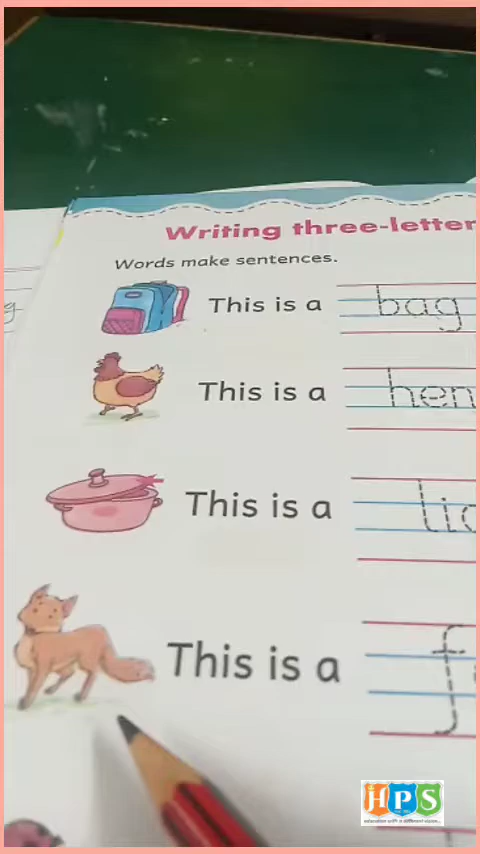 Writing three-letter
Words make sentences.
This is a bag
This is a hen
This is a
This is a f
HPS